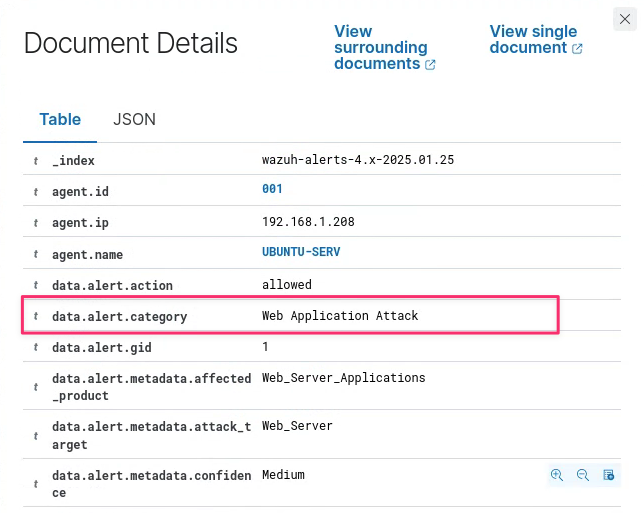 Document Details
View surrounding documents
View single document
Table JSON
t _index wazuh-alerts-4.x-2025.01.25
t agent.id 001
t agent.ip 192.168.1.208
t agent.name UBUNTU-SERV
t data.alert.action allowed
t data.alert.category Web Application Attack
t data.alert.gid 1
t data.alert.metadata.affected_product Web_Server_Applications
t data.alert.metadata.attack_target Web_Server
t data.alert.metadata.confidence Medium